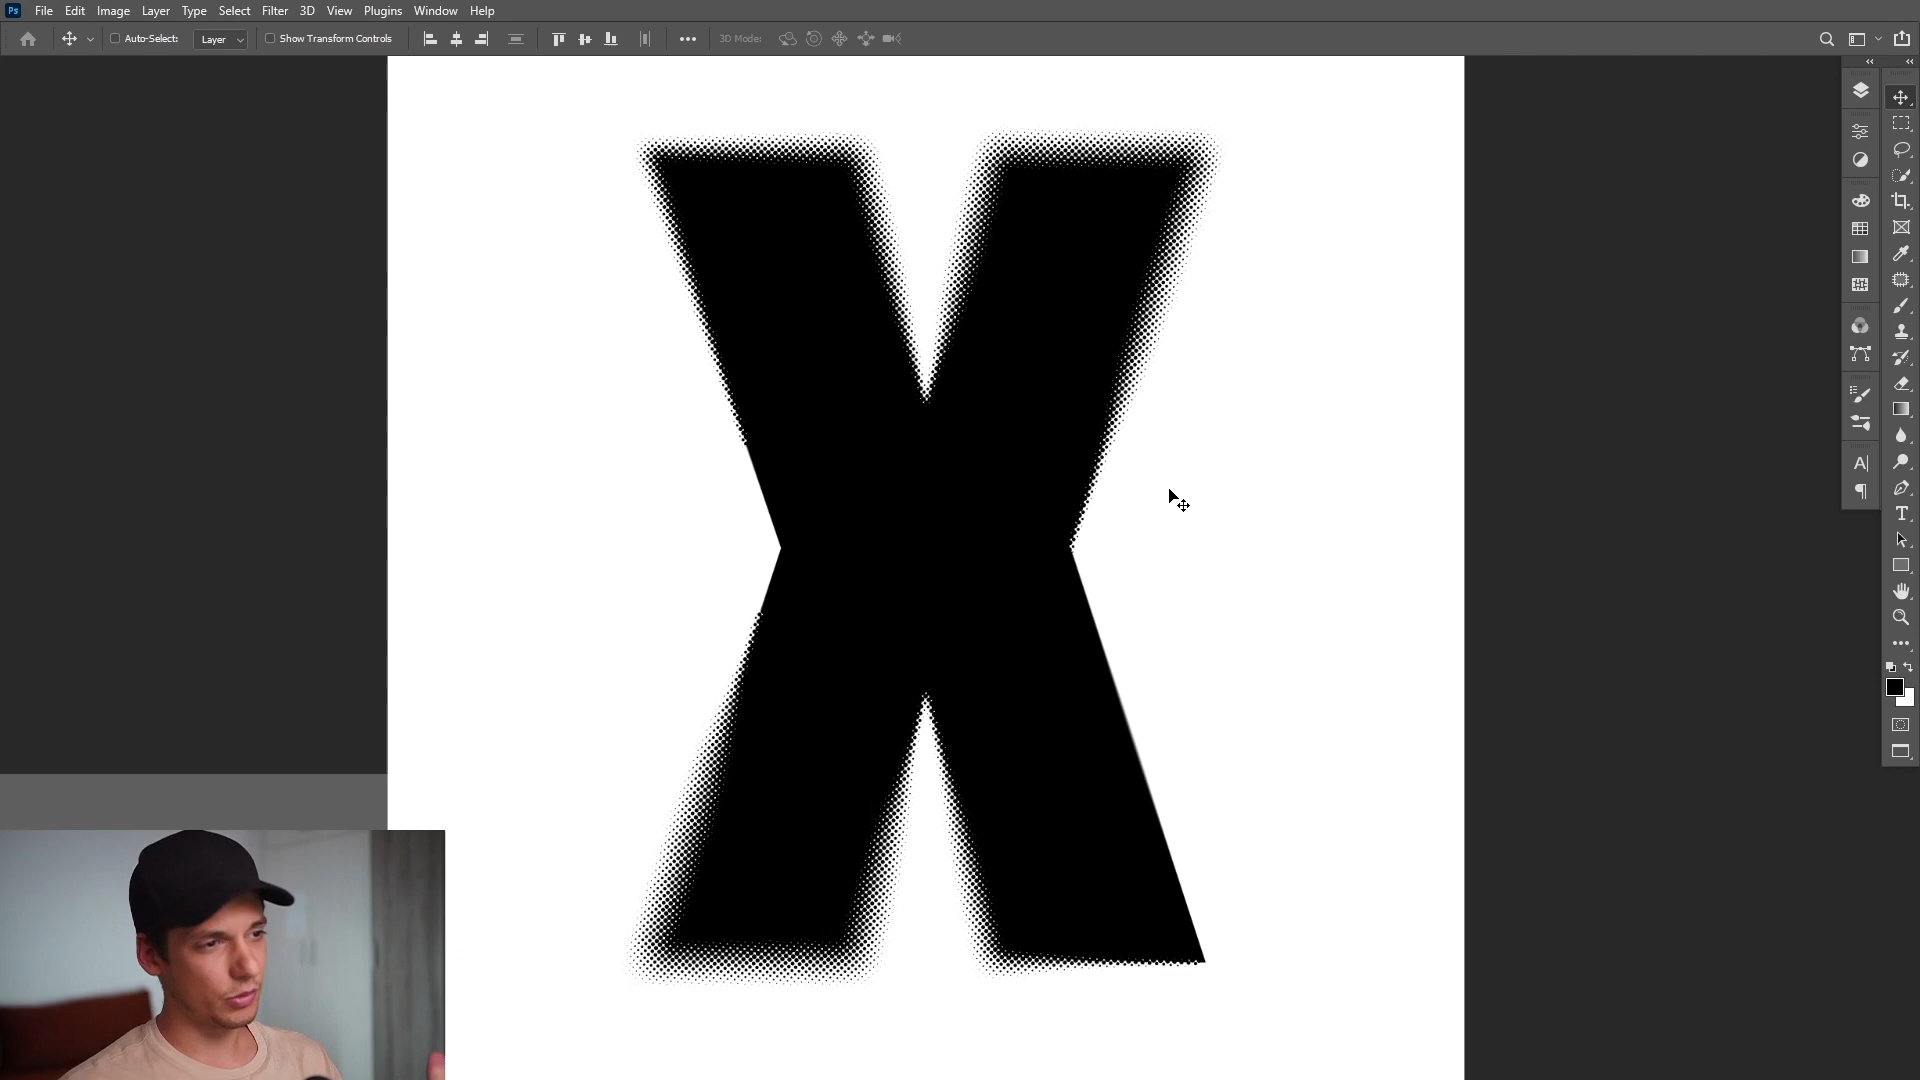 Ps File Edit Image Layer Type Select Filter 3D View Plugins Window Help
Auto-Select: Layer Show Transform Controls 3D Mode:
X
A
T